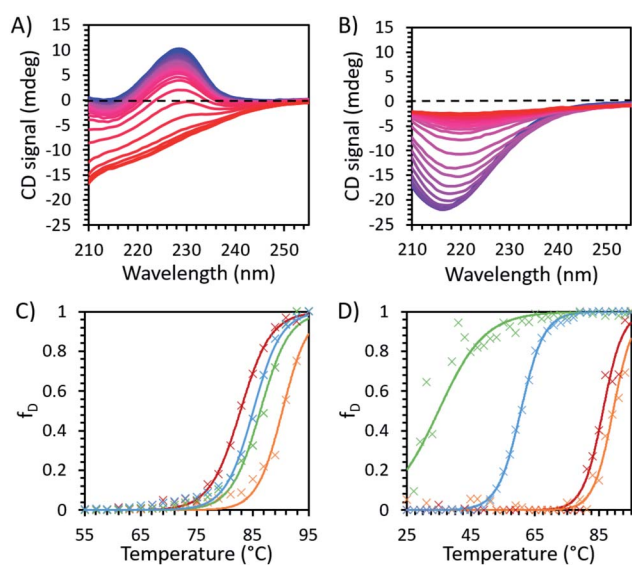 A)
CD signal (mdeg)
15
10
5
0
-5
-10
-15
-20
-25
210 220 230 240 250
Wavelength (nm)
B)
CD signal (mdeg)
15
10
5
0
-5
-10
-15
-20
-25
210 220 230 240 250
Wavelength (nm)
C)
f_D
1
0.8
0.6
0.4
0.2
0
55 65 75 85 95
Temperature (°C)
D)
f_D
1
0.8
0.6
0.4
0.2
0
25 45 65 85
Temperature (°C)